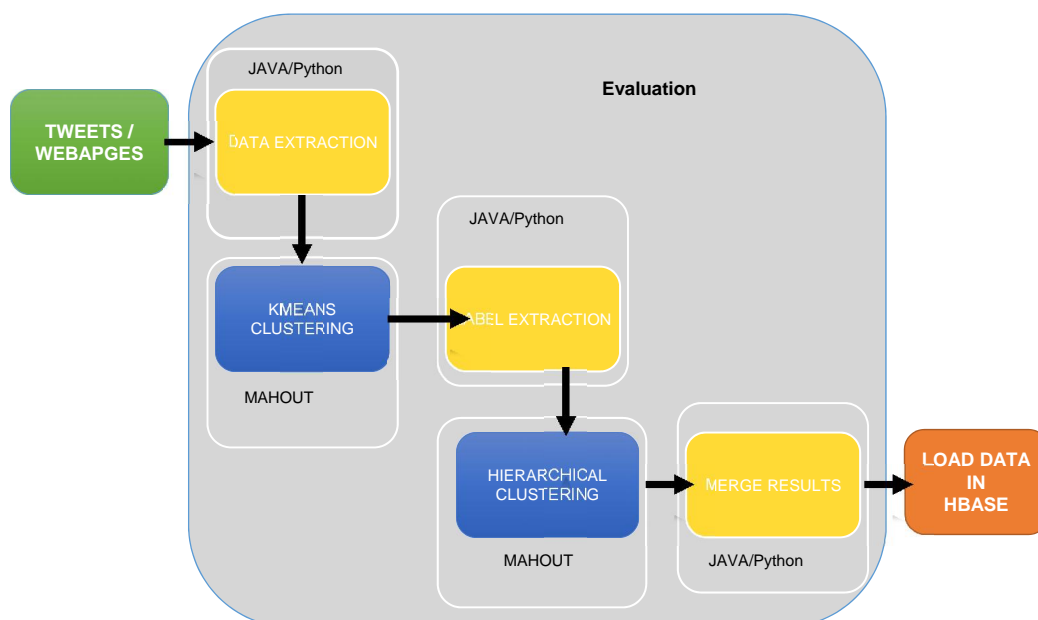 JAVA/Python
Evaluation
TWEETS /
WEBAPGES
DATA EXTRACTION
JAVA/Python
KMEANS
CLUSTERING
LABEL EXTRACTION
MAHOUT
HIERARCHICAL
CLUSTERING
MERGE RESULTS
LOAD DATA
IN
HBASE
MAHOUT
JAVA/Python